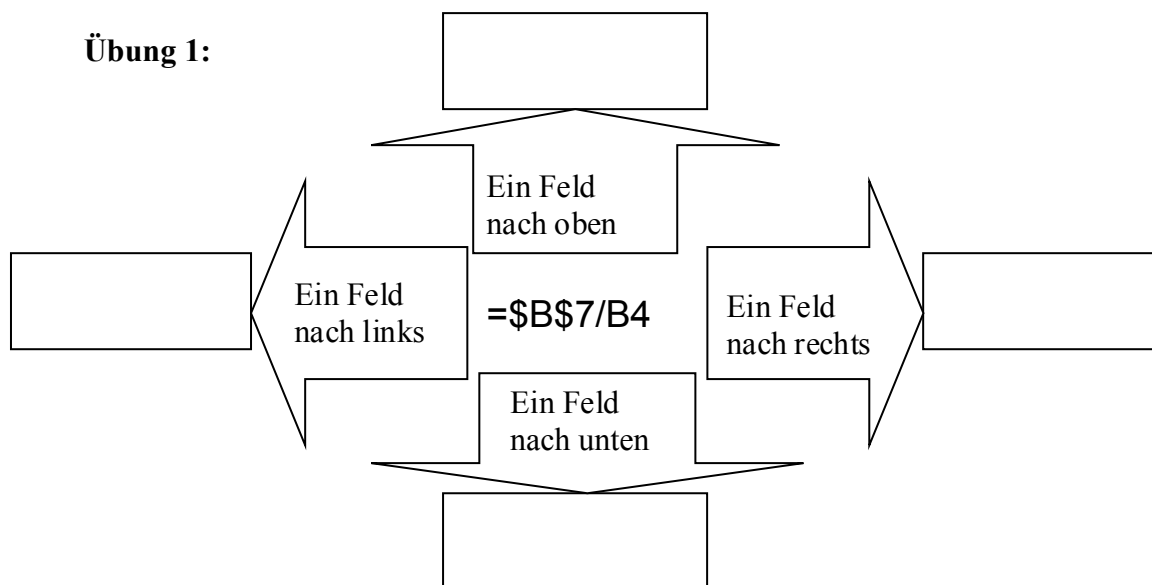 Übung 1:
Ein Feld
nach oben
Ein Feld
nach links
=$B$7/B4
Ein Feld
nach rechts
Ein Feld
nach unten